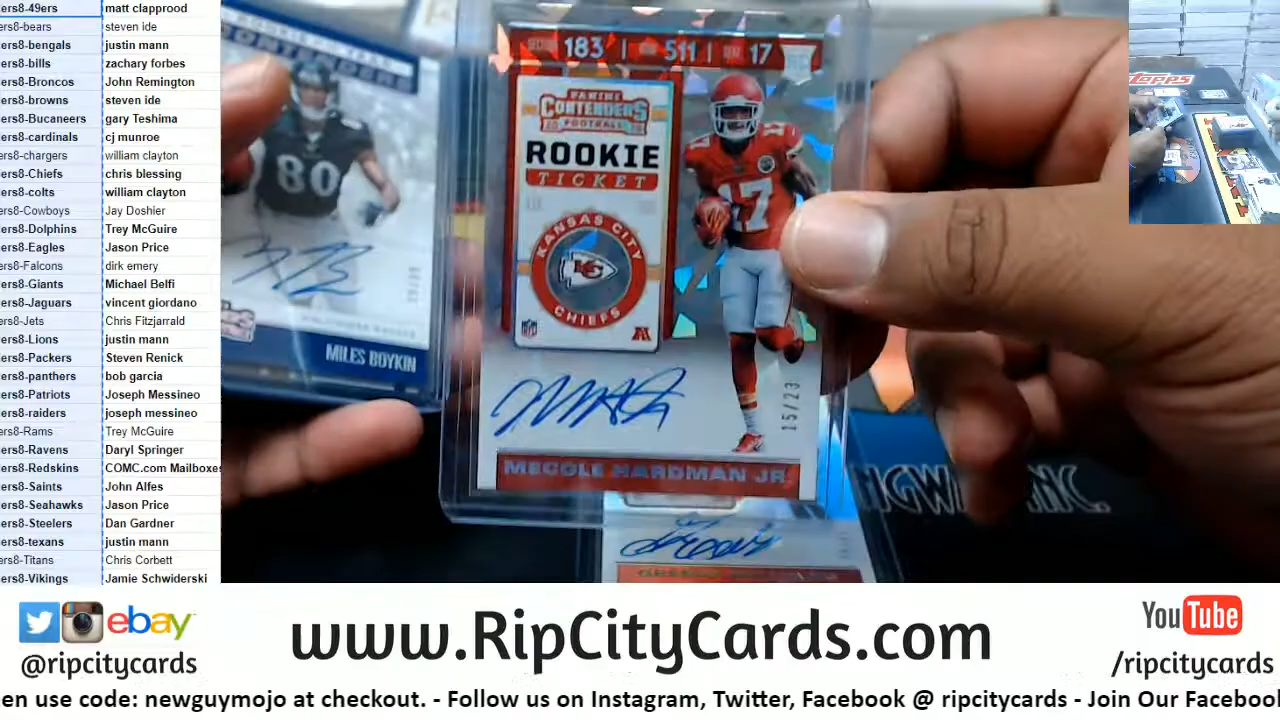 ers8-49ers matt clapprood
ers8-bears steven ide
ers8-bengals justin mann
ers8-bills zachary forbes
ers8-Broncos John Remington
ers8-browns steven ide
ers8-Bucaneers gary Teshima
ers8-cardinals cj munroe
ers8-chargers william clayton
ers8-Chiefs chris blessing
ers8-colts william clayton
ers8-Cowboys Jay Doshier
ers8-Dolphins Trey McGuire
ers8-Eagles Jason Price
ers8-Falcons dirk emery
ers8-Giants Michael Belfi
ers8-Jaguars vincent giordano
ers8-Jets Chris Fitzjarrald
ers8-Lions justin mann
ers8-Packers Steven Renick
ers8-panthers bob garcia
ers8-Patriots Joseph Messineo
ers8-raiders joseph messineo
ers8-Rams Trey McGuire
ers8-Ravens Daryl Springer
ers8-Redskins COMC.com Mailboxes
ers8-Saints John Alfes
ers8-Seahawks Jason Price
ers8-Steelers Dan Gardner
ers8-texans justin mann
ers8-Titans Chris Corbett
ers8-Vikings Jamie Schwiderski
80
MILES BOYKIN
183 | 511 | 17
RC
PANINI
CONTENDERS
FOOTBALL
ROOKIE
TICKET
KANSAS CITY
KC
CHIEFS
NFL
17
15/23
MECOLE HARDMAN JR.
TOPPS
INC.
ebay
@ripcitycards
www.RipCityCards.com
YouTube
/ripcitycards
en use code: newguymojo at checkout. - Follow us on Instagram, Twitter, Facebook @ ripcitycards - Join Our Facebool